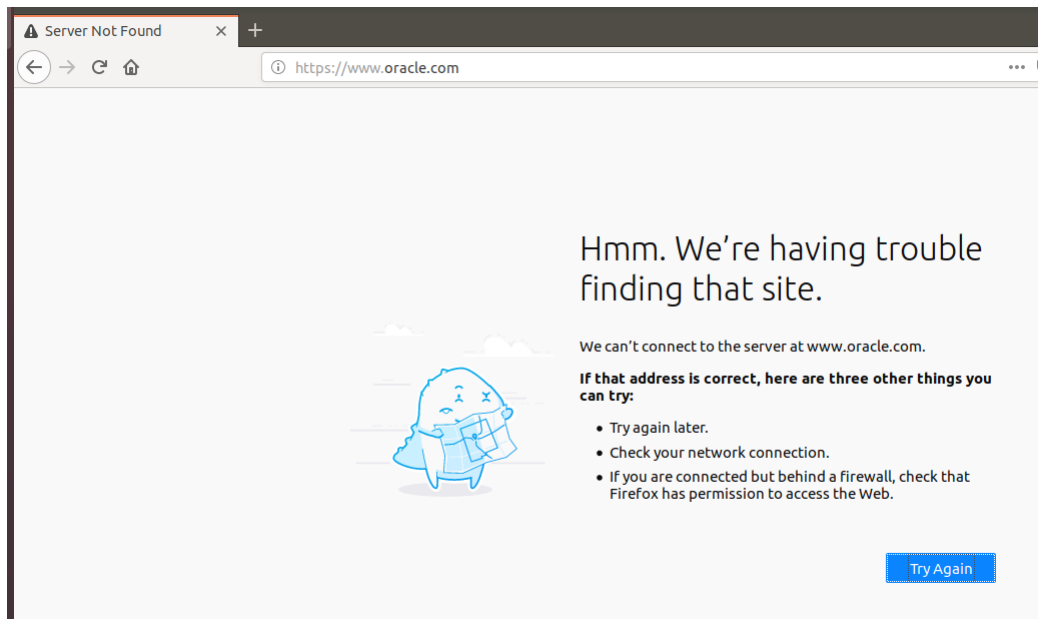 Server Not Found
https://www.oracle.com
Hmm. We’re having trouble
finding that site.
We can’t connect to the server at www.oracle.com.
If that address is correct, here are three other things you
can try:
• Try again later.
• Check your network connection.
• If you are connected but behind a firewall, check that
Firefox has permission to access the Web.
Try Again